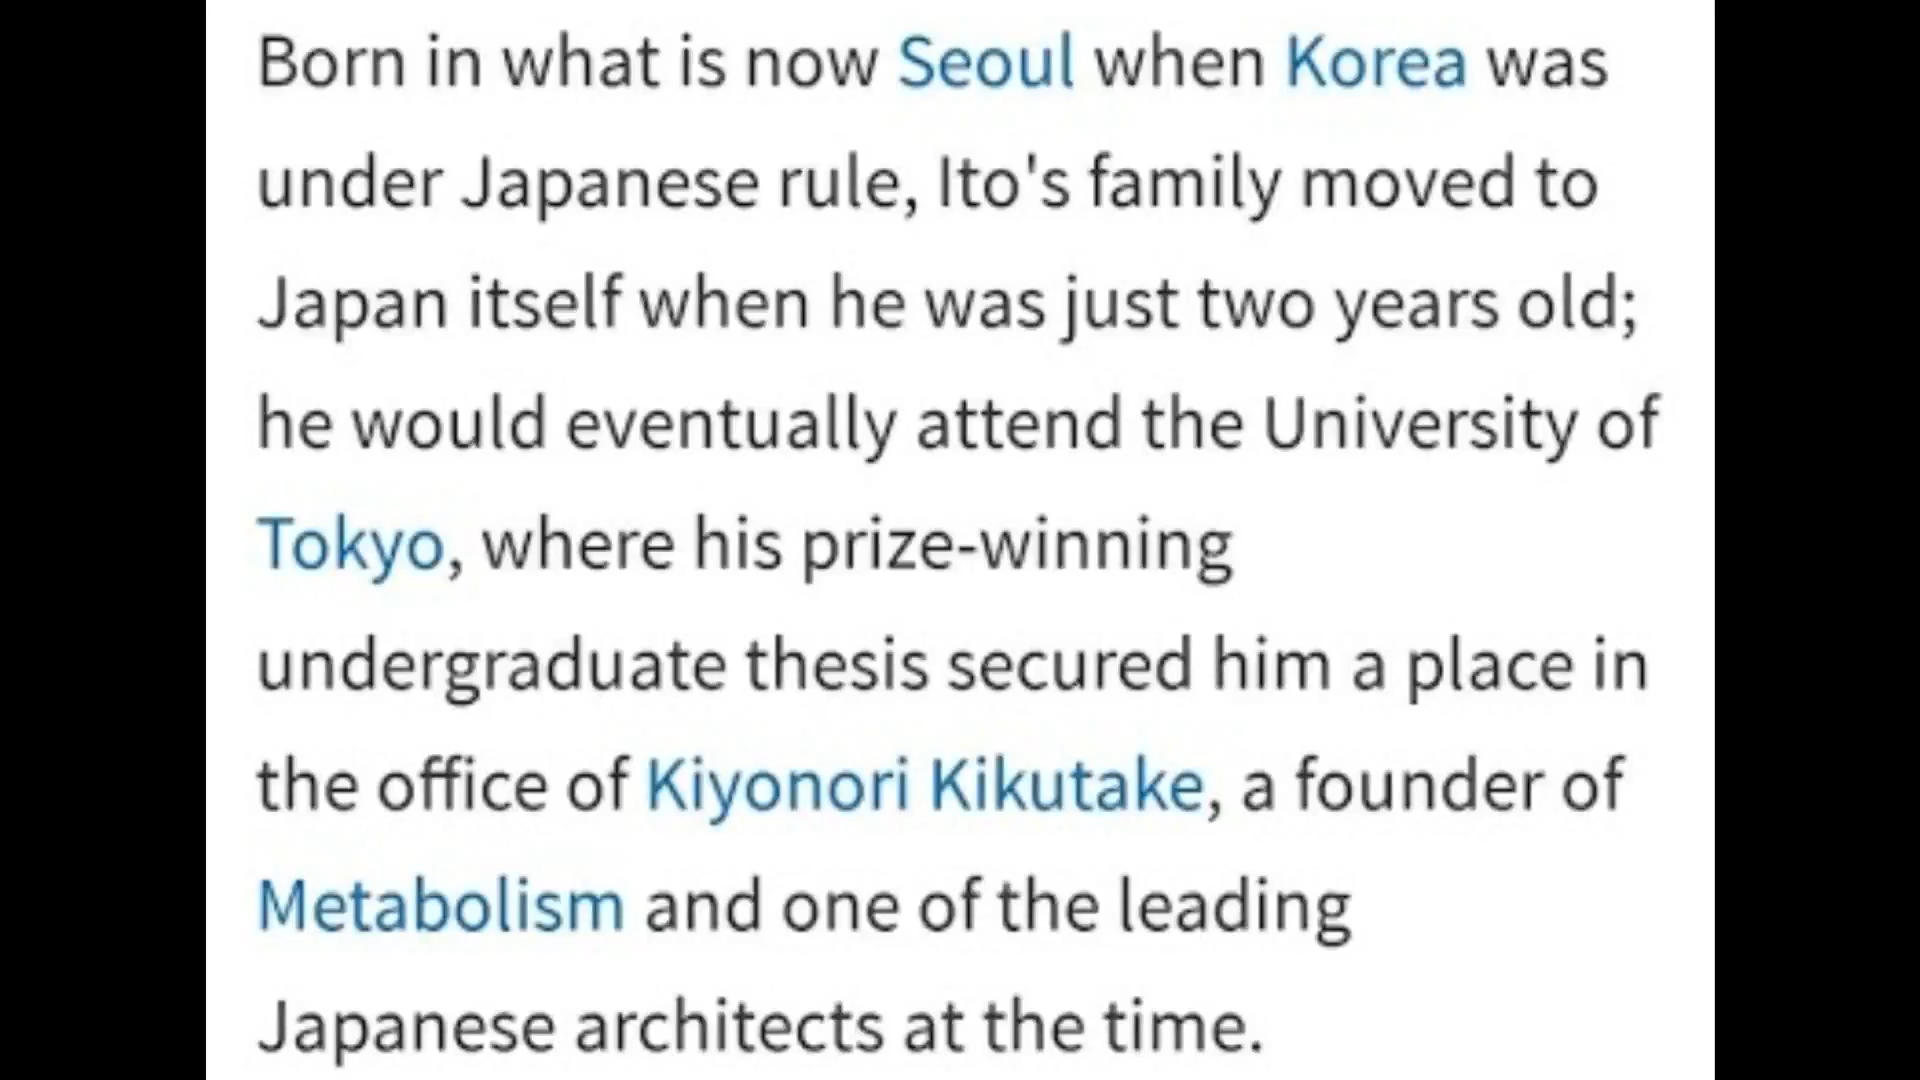 Born in what is now Seoul when Korea was
under Japanese rule, Ito's family moved to
Japan itself when he was just two years old;
he would eventually attend the University of
Tokyo, where his prize-winning
undergraduate thesis secured him a place in
the office of Kiyonori Kikutake, a founder of
Metabolism and one of the leading
Japanese architects at the time.